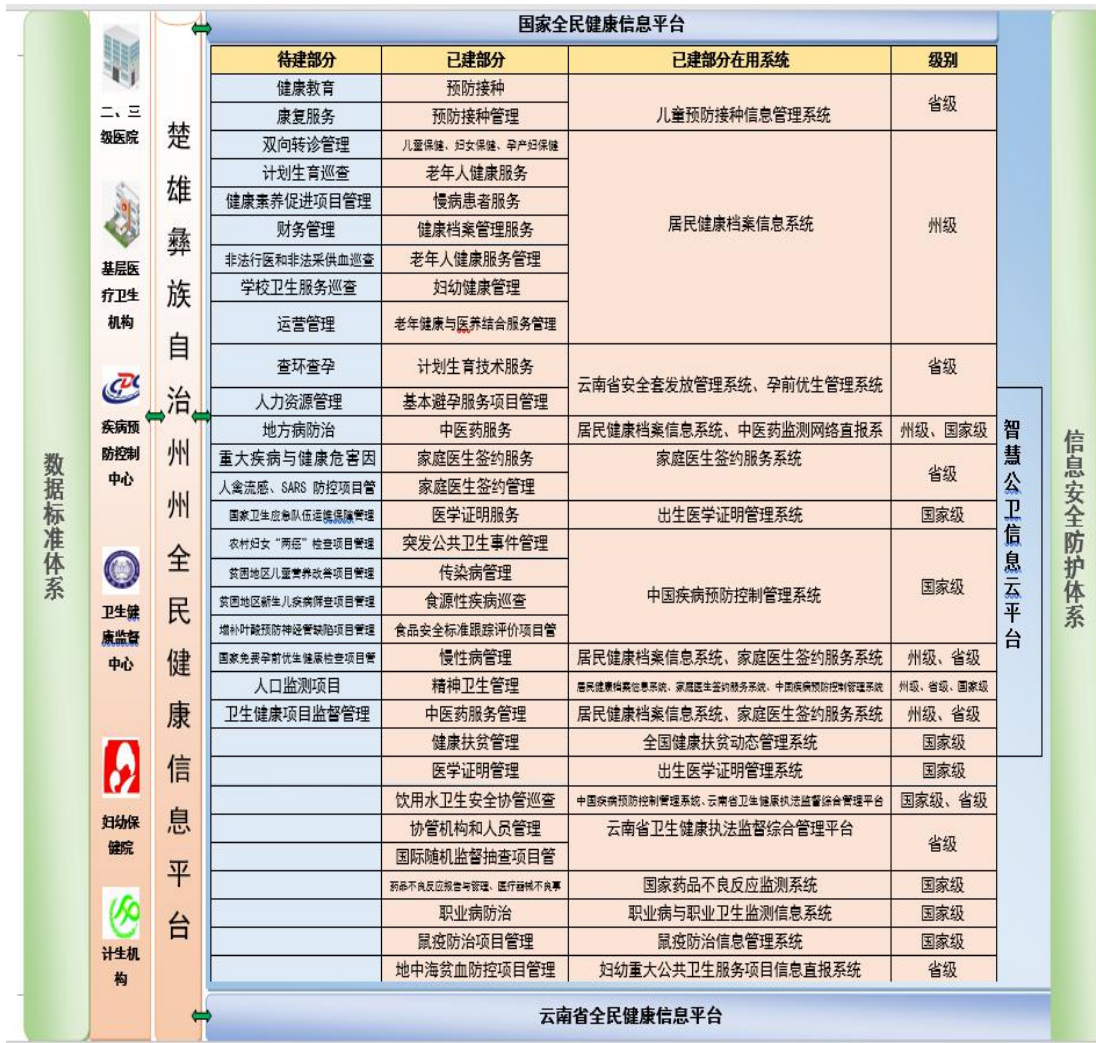 国家全民健康信息平台
数据标准体系
二、三
级医院
基层医
疗卫生
机构
疾病预
防控制
中心
卫生健
康监督
中心
妇幼保
健院
计生机
构
楚雄彝族自治州州全民健康信息平台
待建部分 已建部分 已建部分在用系统 级别
健康教育 预防接种 儿童预防接种信息管理系统 省级
康复服务 预防接种管理
双向转诊管理 儿童保健、妇女保健、孕产妇保健 居民健康档案信息系统 州级
计划生育巡查 老年人健康服务
健康素养促进项目管理 慢病患者服务
财务管理 健康档案管理服务
非法行医和非法采供血巡查 老年人健康服务管理
学校卫生服务巡查 妇幼健康管理
运营管理 老年健康与医养结合服务管理
查环查孕 计划生育技术服务 云南省安全套发放管理系统、孕前优生管理系统 省级
人力资源管理 基本避孕服务项目管理
地方病防治 中医药服务 居民健康档案信息系统、中医药监测网络直报系 州级、国家级
重大疾病与健康危害因 家庭医生签约服务 家庭医生签约服务系统 省级
人禽流感、SARS 防控项目管 家庭医生签约管理
国家卫生应急队伍运维保障管理 医学证明服务 出生医学证明管理系统 国家级
农村妇女“两癌”检查项目管理 突发公共卫生事件管理 中国疾病预防控制管理系统 国家级
贫困地区儿童营养改善项目管理 传染病管理
贫困地区新生儿疾病筛查项目管理 食源性疾病巡查
增补叶酸预防神经管缺陷项目管理 食品安全标准跟踪评价项目管
国家免费孕前优生健康检查项目管 慢性病管理 居民健康档案信息系统、家庭医生签约服务系统 州级、省级
人口监测项目 精神卫生管理 居民健康档案信息系统、家庭医生签约服务系统、中国疾病预防控制管理系统 州级、省级、国家级
卫生健康项目监督管理 中医药服务管理 居民健康档案信息系统、家庭医生签约服务系统 州级、省级
健康扶贫管理 全国健康扶贫动态管理系统 国家级
医学证明管理 出生医学证明管理系统 国家级
饮用水卫生安全协管巡查 中国疾病预防控制管理系统、云南省卫生健康执法监督综合管理平台 国家级、省级
协管机构和人员管理 云南省卫生健康执法监督综合管理平台 省级
国际随机监督抽查项目管
药品不良反应报告与管理、医疗器械不良事 国家药品不良反应监测系统 国家级
职业病防治 职业病与职业卫生监测信息系统 国家级
鼠疫防治项目管理 鼠疫防治信息管理系统 国家级
地中海贫血防控项目管理 妇幼重大公共卫生服务项目信息直报系统 省级
智慧公卫信息云平台
信息安全防护体系
云南省全民健康信息平台